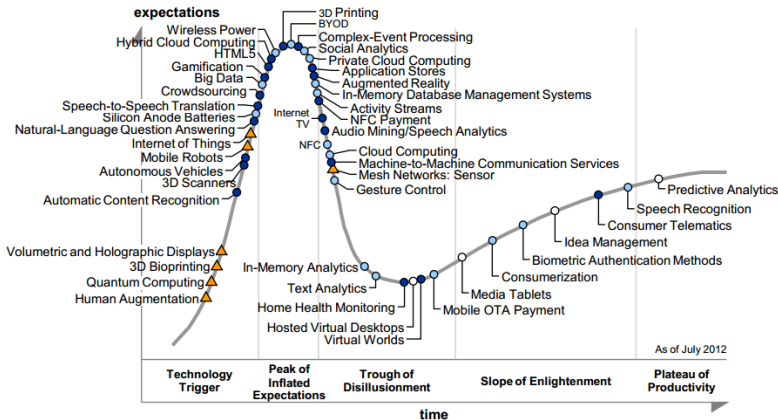 expectations
3D Printing
BYOD
Wireless Power
Complex-Event Processing
Hybrid Cloud Computing
Social Analytics
HTML5
Private Cloud Computing
Gamification
Application Stores
Big Data
Augmented Reality
Crowdsourcing
In-Memory Database Management Systems
Speech-to-Speech Translation
Activity Streams
Silicon Anode Batteries
NFC Payment
Internet
TV
Natural-Language Question Answering
Audio Mining/Speech Analytics
Internet of Things
NFC
Cloud Computing
Mobile Robots
Machine-to-Machine Communication Services
Autonomous Vehicles
Mesh Networks: Sensor
3D Scanners
Gesture Control
Automatic Content Recognition
Predictive Analytics
Speech Recognition
Consumer Telematics
Idea Management
Volumetric and Holographic Displays
Biometric Authentication Methods
3D Bioprinting
In-Memory Analytics
Consumerization
Quantum Computing
Text Analytics
Media Tablets
Human Augmentation
Home Health Monitoring
Mobile OTA Payment
Hosted Virtual Desktops
Virtual Worlds
As of July 2012
Technology
Trigger
Peak of
Inflated
Expectations
Trough of
Disillusionment
Slope of Enlightenment
Plateau of
Productivity
time